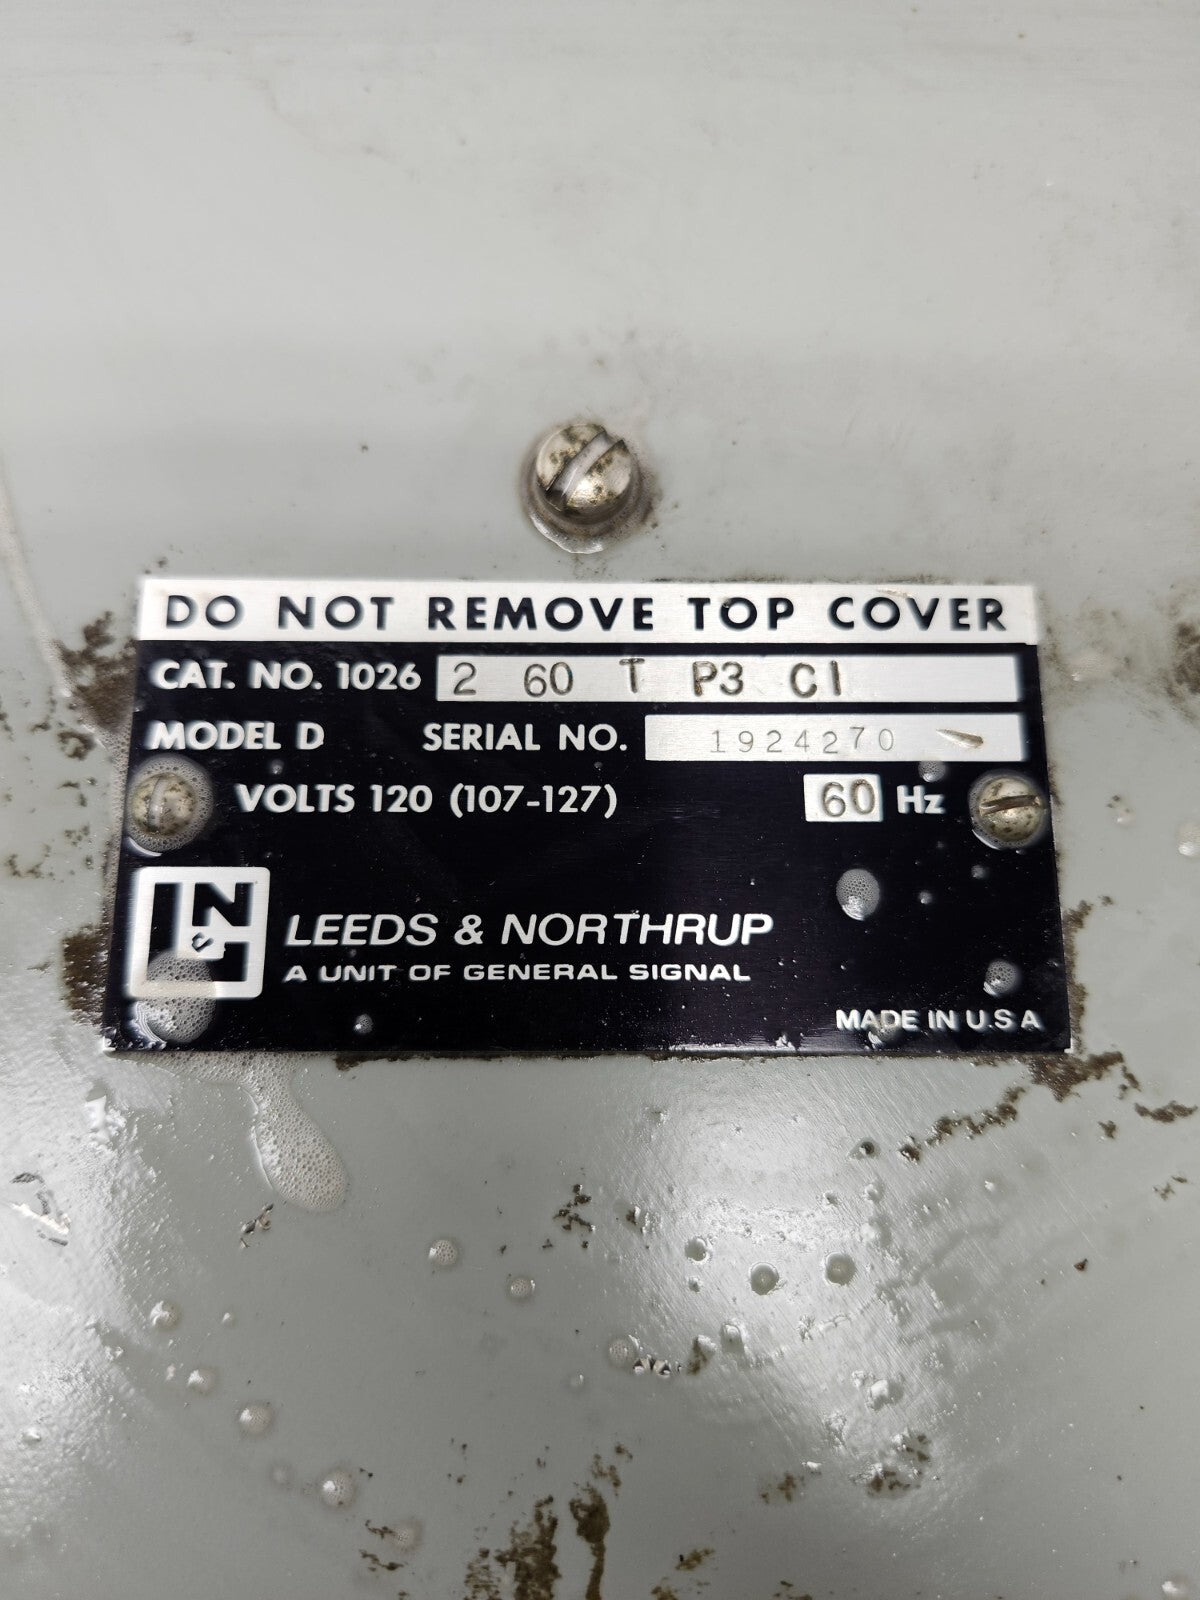 DO NOT REMOVE TOP COVER
CAT. NO. 1026 2 60 T P3 C1
MODEL D SERIAL NO. 1924270
VOLTS 120 (107-127) 60 Hz
L&N LEEDS & NORTHRUP
A UNIT OF GENERAL SIGNAL
MADE IN U.S A